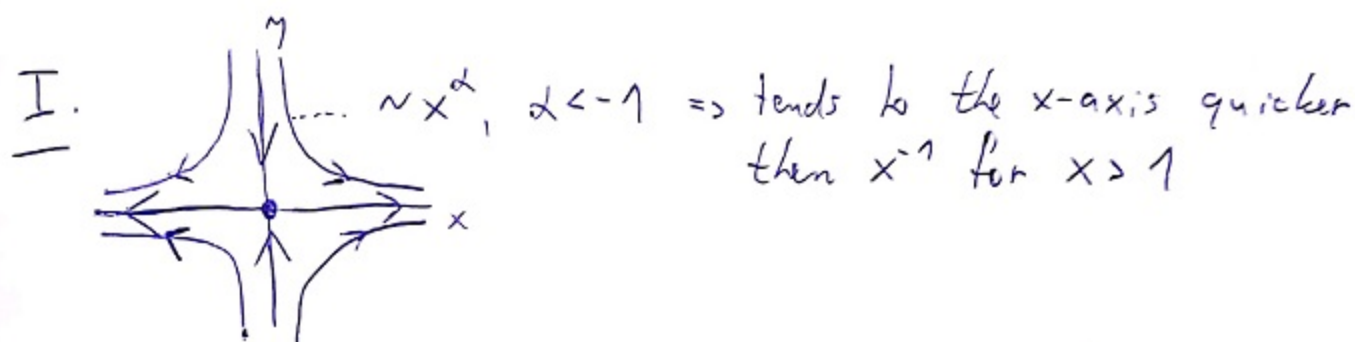 y
I. ..... ~ x^α, α < -1 => tends to the x-axis quicker
then x^-1 for x > 1
x